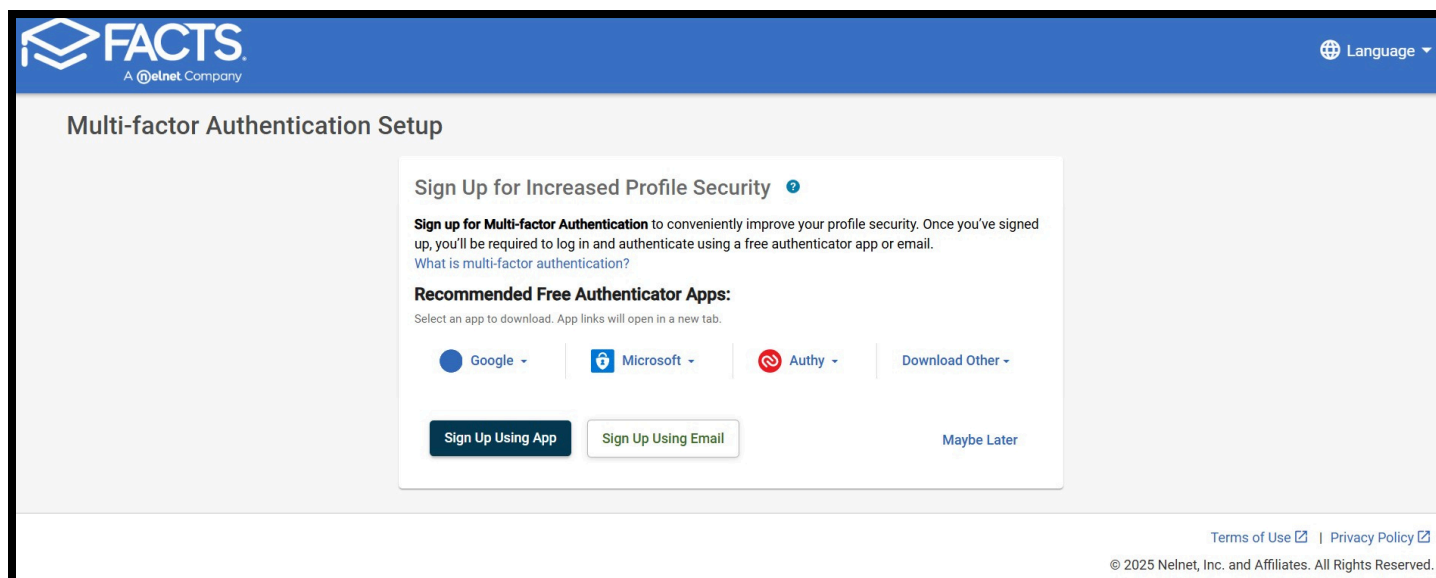 FACTS.
A nelnet Company
Language
Multi-factor Authentication Setup
Sign Up for Increased Profile Security ?
Sign up for Multi-factor Authentication to conveniently improve your profile security. Once you've signed
up, you'll be required to log in and authenticate using a free authenticator app or email.
What is multi-factor authentication?
Recommended Free Authenticator Apps:
Select an app to download. App links will open in a new tab.
Google Microsoft Authy Download Other
Sign Up Using App Sign Up Using Email Maybe Later
Terms of Use | Privacy Policy
© 2025 Nelnet, Inc. and Affiliates. All Rights Reserved.